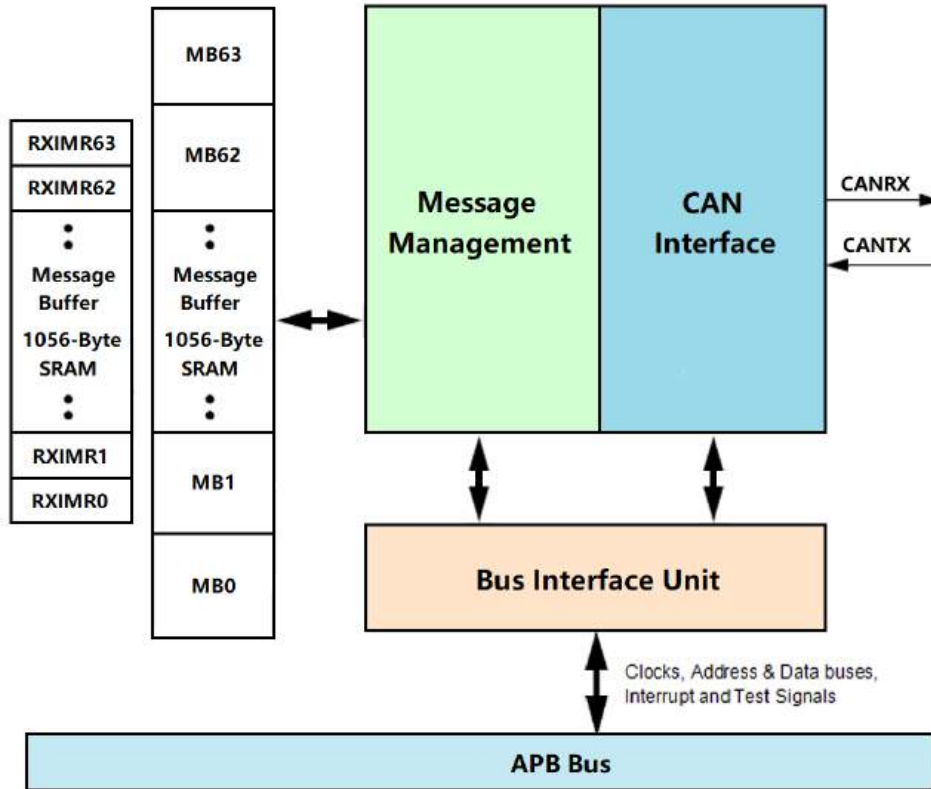 MB63
MB62
Message
Buffer
1056-Byte
SRAM
MB1
MB0
RXIMR63
RXIMR62
Message
Buffer
1056-Byte
SRAM
RXIMR1
RXIMR0
Message
Management
CAN
Interface
CANRX
CANTX
Bus Interface Unit
Clocks, Address & Data buses,
Interrupt and Test Signals
APB Bus